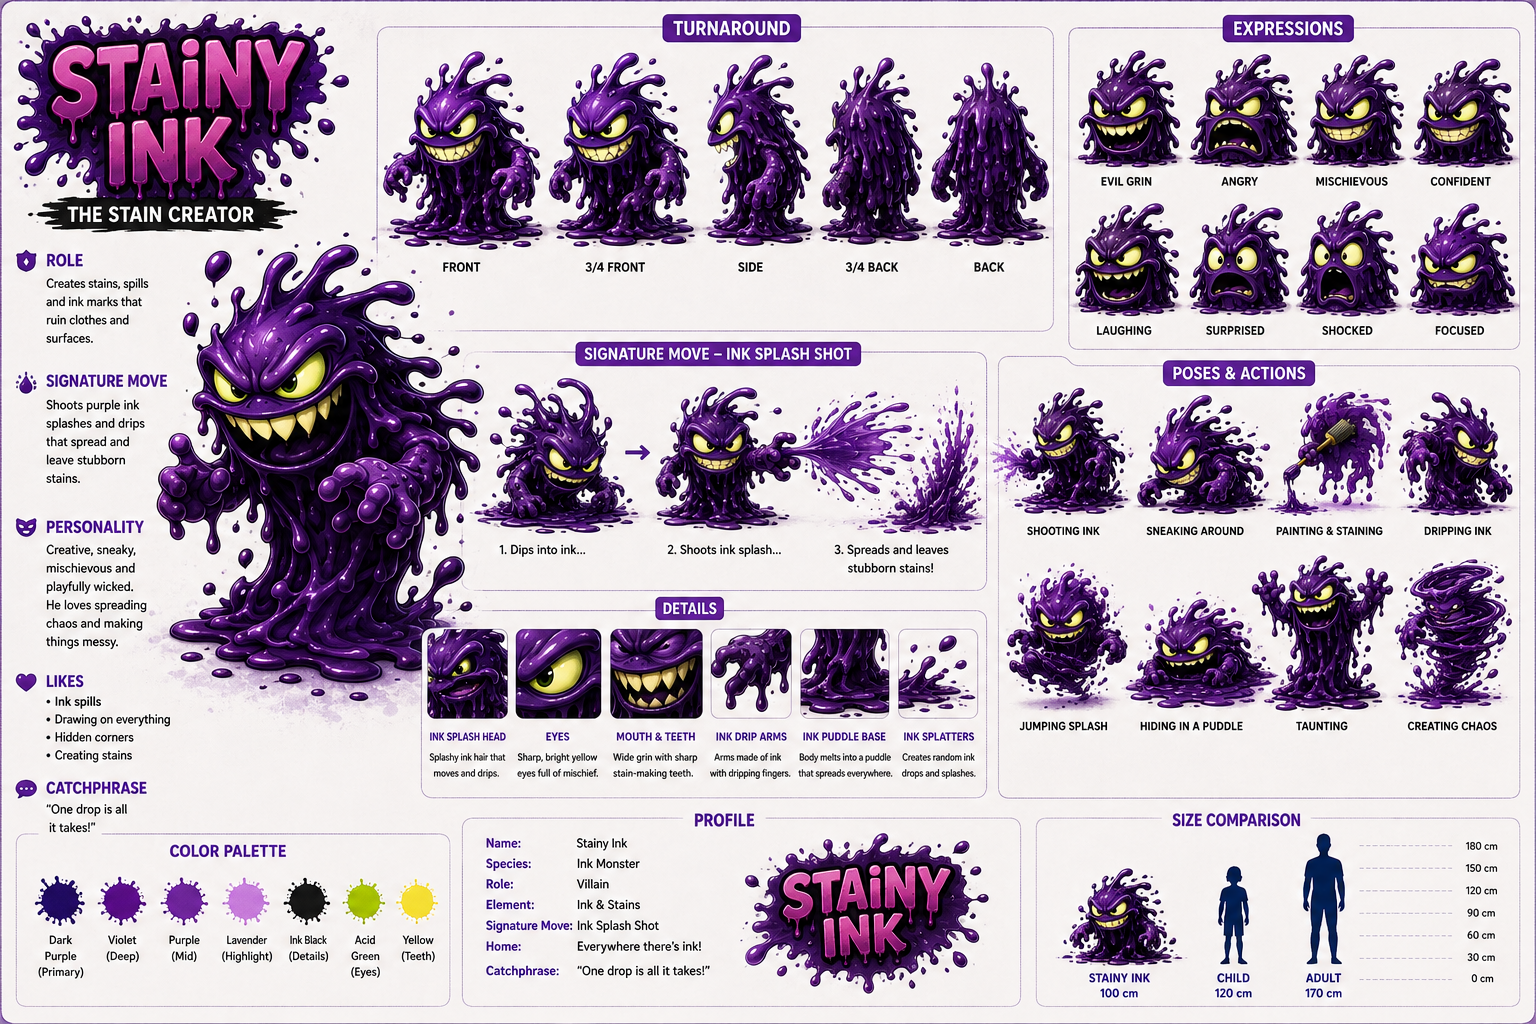 STAiNY
INK
THE STAIN CREATOR
ROLE
Creates stains, spills
and ink marks that
ruin clothes and
surfaces.
SIGNATURE MOVE
Shoots purple ink
splashes and drips
that spread and
leave stubborn
stains.
PERSONALITY
Creative, sneaky,
mischievous and
playfully wicked.
He loves spreading
chaos and making
things messy.
LIKES
• Ink spills
• Drawing on everything
• Hidden corners
• Creating stains
CATCHPHRASE
"One drop is all
it takes!"
TURNAROUND
FRONT
3/4 FRONT
SIDE
3/4 BACK
BACK
EXPRESSIONS
EVIL GRIN
ANGRY
MISCHIEVOUS
CONFIDENT
LAUGHING
SURPRISED
SHOCKED
FOCUSED
SIGNATURE MOVE – INK SPLASH SHOT
1. Dips into ink...
2. Shoots ink splash...
3. Spreads and leaves
stubborn stains!
POSES & ACTIONS
SHOOTING INK
SNEAKING AROUND
PAINTING & STAINING
DRIPPING INK
JUMPING SPLASH
HIDING IN A PUDDLE
TAUNTING
CREATING CHAOS
DETAILS
INK SPLASH HEAD
Splashy ink hair that
moves and drips.
EYES
Sharp, bright yellow
eyes full of mischief.
MOUTH & TEETH
Wide grin with sharp
stain-making teeth.
INK DRIP ARMS
Arms made of ink
with dripping fingers.
INK PUDDLE BASE
Body melts into a puddle
that spreads everywhere.
INK SPLATTERS
Creates random ink
drops and splashes.
COLOR PALETTE
Dark
Purple
(Primary)
Violet
(Deep)
Purple
(Mid)
Lavender
(Highlight)
Ink Black
(Details)
Acid
Green
(Eyes)
Yellow
(Teeth)
PROFILE
Name: Stainy Ink
Species: Ink Monster
Role: Villain
Element: Ink & Stains
Signature Move: Ink Splash Shot
Home: Everywhere there's ink!
Catchphrase: "One drop is all it takes!"
STAiNY
INK
SIZE COMPARISON
180 cm
150 cm
120 cm
90 cm
60 cm
30 cm
0 cm
STAINY INK
100 cm
CHILD
120 cm
ADULT
170 cm